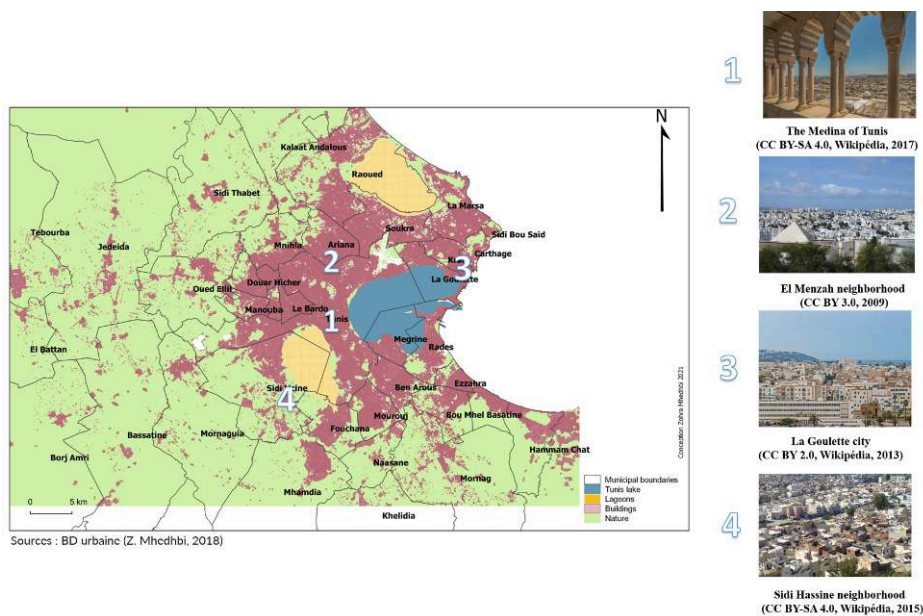 N
Kalaat Andalous
Raoued
Sidi Thabet
La Marsa
Soukra
Tebourba
Jedeida
Mnihla
Ariana
Sidi Bou Said
2
Carthage
3
Oued Ellil
Douar Hicher
La Goulette
Manouba
Le Bardo
1
Tunis
El Battan
Megrine
Rades
Sidi Hcine
4
Ben Arous
Ezzahra
Bassatine
Mornaguia
Mourouj
Bou Mhel Basatine
Fouchana
Borj Amri
Naasane
Hammam Chat
Mornag
Mhamdia
Khelidia
0 5 km
Municipal boundaries
Tunis lake
Lagoons
Buildings
Nature
Conception Zohra Mhedhbi 2021
Sources : BD urbaine (Z. Mhedhbi, 2018)
1
The Medina of Tunis
(CC BY-SA 4.0, Wikipédia, 2017)
2
El Menzah neighborhood
(CC BY 3.0, 2009)
3
La Goulette city
(CC BY 2.0, Wikipédia, 2013)
4
Sidi Hassine neighborhood
(CC BY-SA 4.0, Wikipédia, 2015)